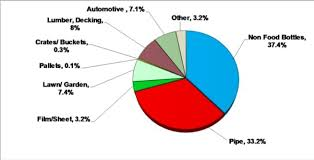 Automotive , 7.1%
Other, 3.2%
Lumber, Decking,
8%
Non Food Bottles,
37.4%
Crates/ Buckets,
0.3%
Pallets, 0.1%
Lawn/ Garden,
7.4%
Film/Sheet, 3.2%
Pipe, 33.2%